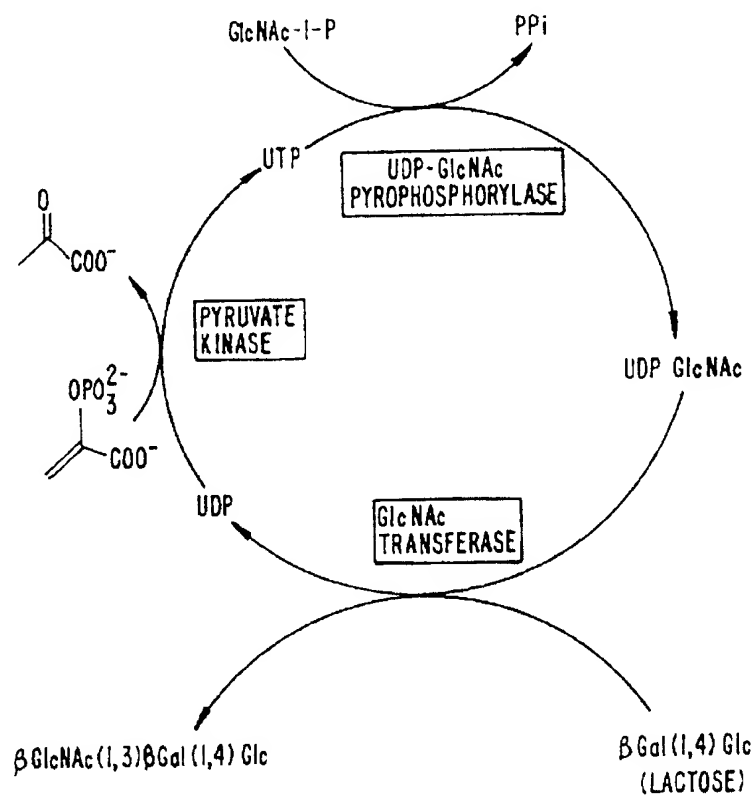 GlcNAc-1-P
PPi
UTP
UDP-GlcNAc
PYROPHOSPHORYLASE
O
COO⁻
PYRUVATE
KINASE
UDP GlcNAc
OPO₃²⁻
COO⁻
UDP
GlcNAc
TRANSFERASE
βGlcNAc(1,3)βGal(1,4)Glc
βGal(1,4)Glc
(LACTOSE)